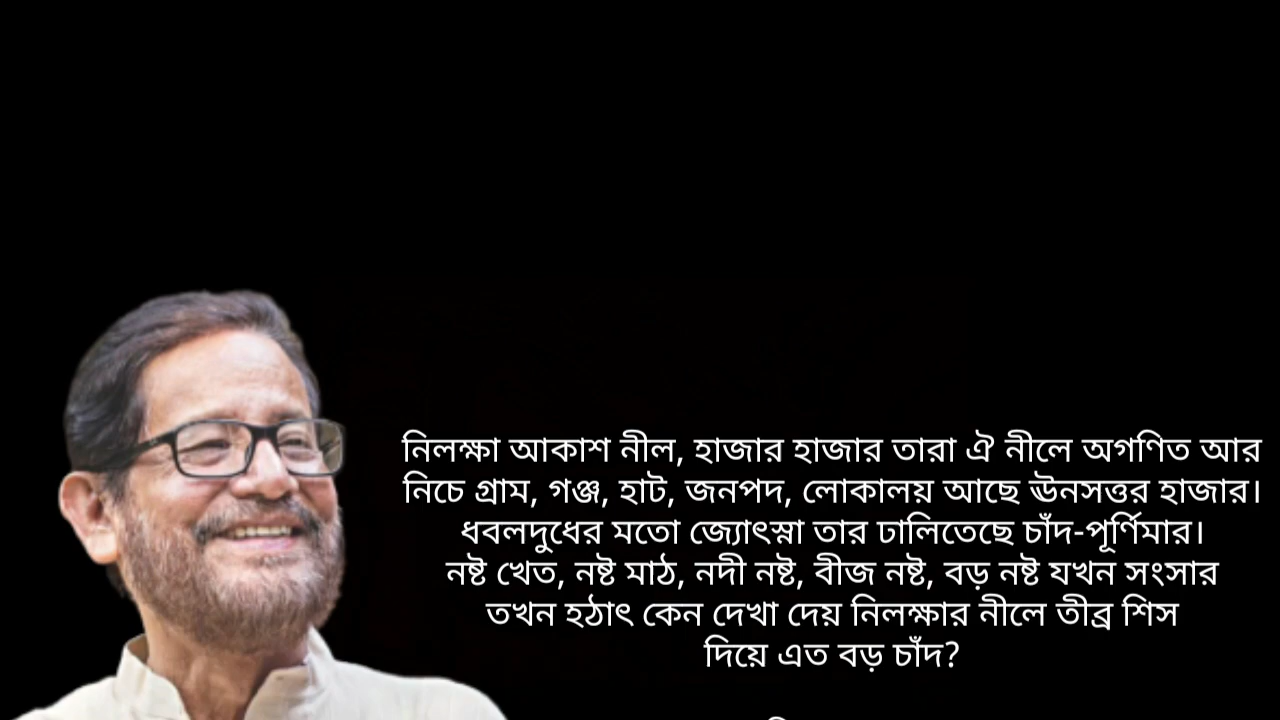 নিলক্ষা আকাশ নীল, হাজার হাজার তারা ঐ নীলে অগণিত আর
নিচে গ্রাম, গঞ্জ, হাট, জনপদ, লোকালয় আছে ঊনসত্তর হাজার।
ধবলদুধের মতো জ্যোৎস্না তার ঢালিতেছে চাঁদ-পূর্ণিমার।
নষ্ট খেত, নষ্ট মাঠ, নদী নষ্ট, বীজ নষ্ট, বড় নষ্ট যখন সংসার
তখন হঠাৎ কেন দেখা দেয় নিলক্ষার নীলে তীব্র শিস
দিয়ে এত বড় চাঁদ?